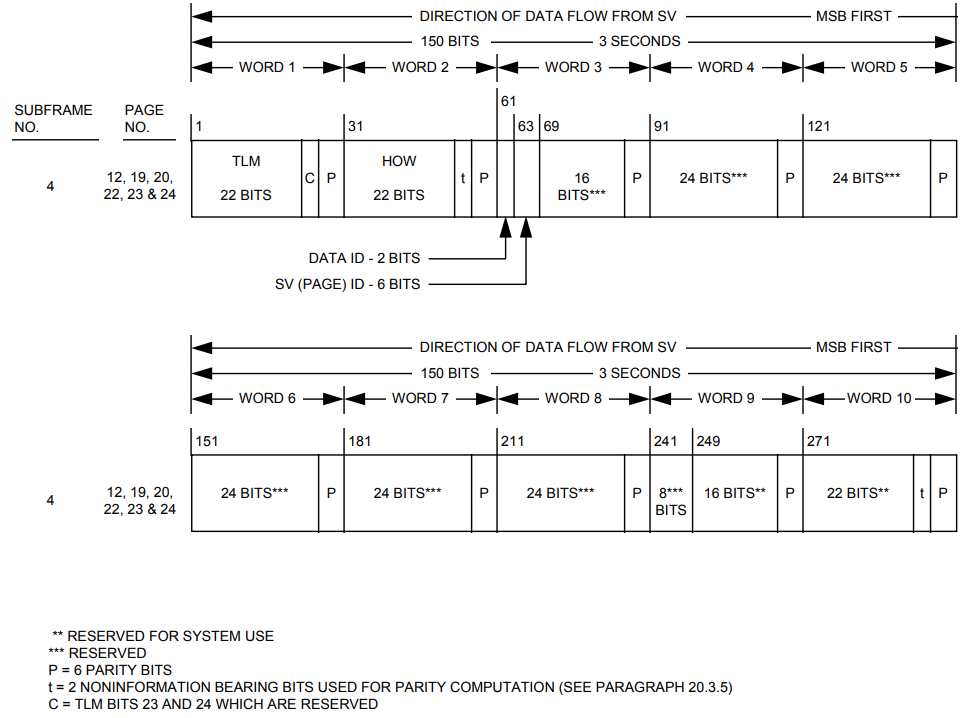 DIRECTION OF DATA FLOW FROM SV MSB FIRST
150 BITS 3 SECONDS
WORD 1 WORD 2 WORD 3 WORD 4 WORD 5
SUBFRAME NO. PAGE NO.
1 31 61 63 69 91 121
4 12, 19, 20, 22, 23 & 24
TLM 22 BITS C P HOW 22 BITS t P 16 BITS*** P 24 BITS*** P 24 BITS*** P
DATA ID - 2 BITS
SV (PAGE) ID - 6 BITS
DIRECTION OF DATA FLOW FROM SV MSB FIRST
150 BITS 3 SECONDS
WORD 6 WORD 7 WORD 8 WORD 9 WORD 10
151 181 211 241 249 271
4 12, 19, 20, 22, 23 & 24
24 BITS*** P 24 BITS*** P 24 BITS*** P 8*** BITS 16 BITS** P 22 BITS** t P
** RESERVED FOR SYSTEM USE
*** RESERVED
P = 6 PARITY BITS
t = 2 NONINFORMATION BEARING BITS USED FOR PARITY COMPUTATION (SEE PARAGRAPH 20.3.5)
C = TLM BITS 23 AND 24 WHICH ARE RESERVED